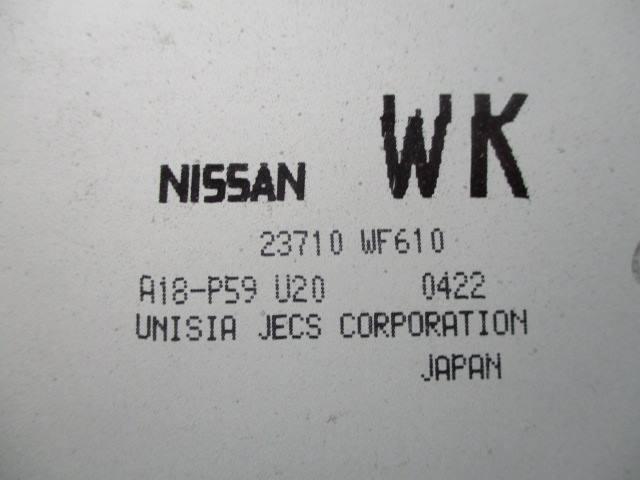 NISSAN WK
23710 WF610
A18-P59 U20 0422
UNISIA JECS CORPORATION
JAPAN